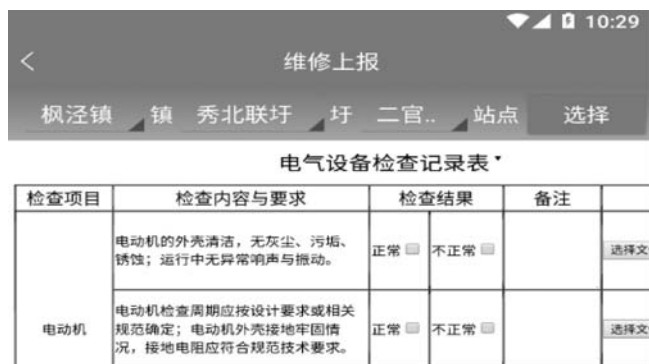 10:29
维修上报
枫泾镇 镇 秀北联圩 圩 二官.. 站点 选择
电气设备检查记录表
检查项目 检查内容与要求 检查结果 备注
电动机的外壳清洁，无灰尘、污垢、
锈蚀；运行中无异常响声与振动。
正常 不正常 选择文
电动机
电动机检查周期应按设计要求或相关
规范确定；电动机外壳接地牢固情
况，接地电阻应符合规范技术要求。
正常 不正常 选择文